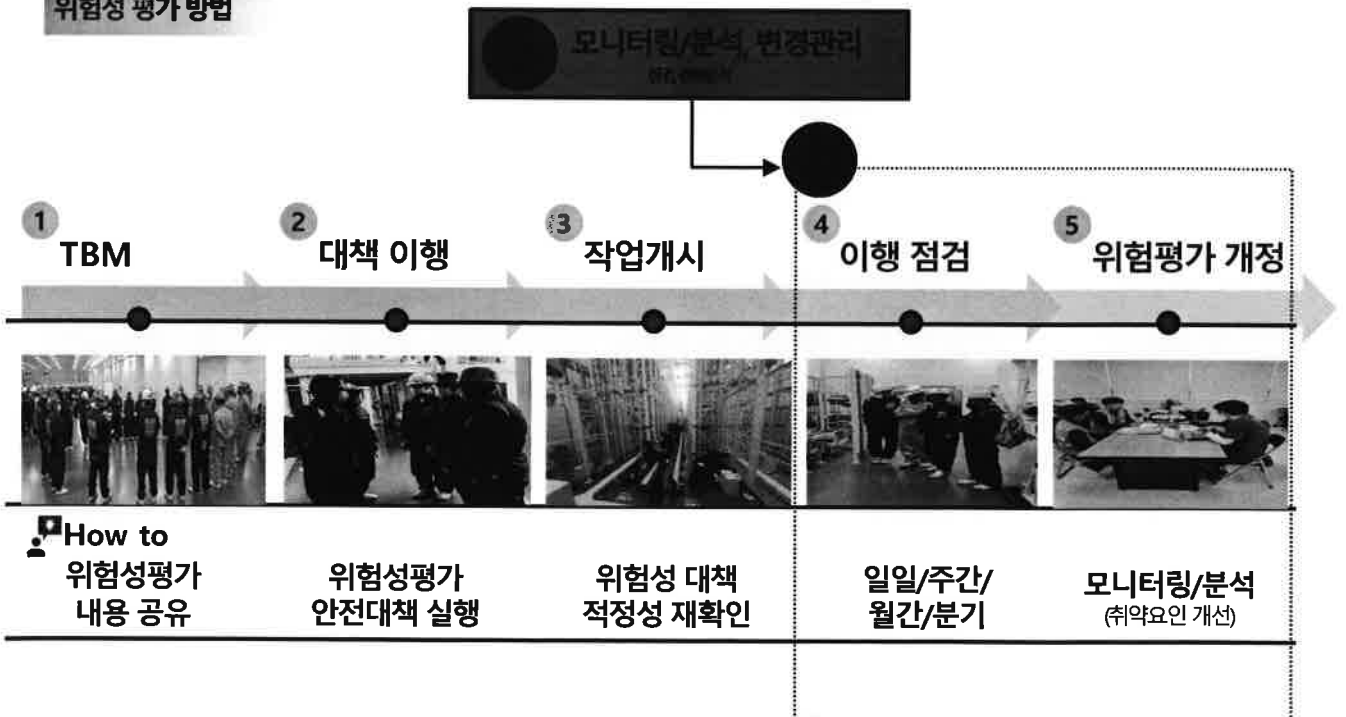 위험성 평가 방법
모니터링/분석, 변경관리
1
TBM
2
대책 이행
3
작업개시
4
이행 점검
5
위험평가 개정
How to
위험성평가
내용 공유
위험성평가
안전대책 실행
위험성 대책
적정성 재확인
일일/주간/
월간/분기
모니터링/분석
(취약요인 개선)